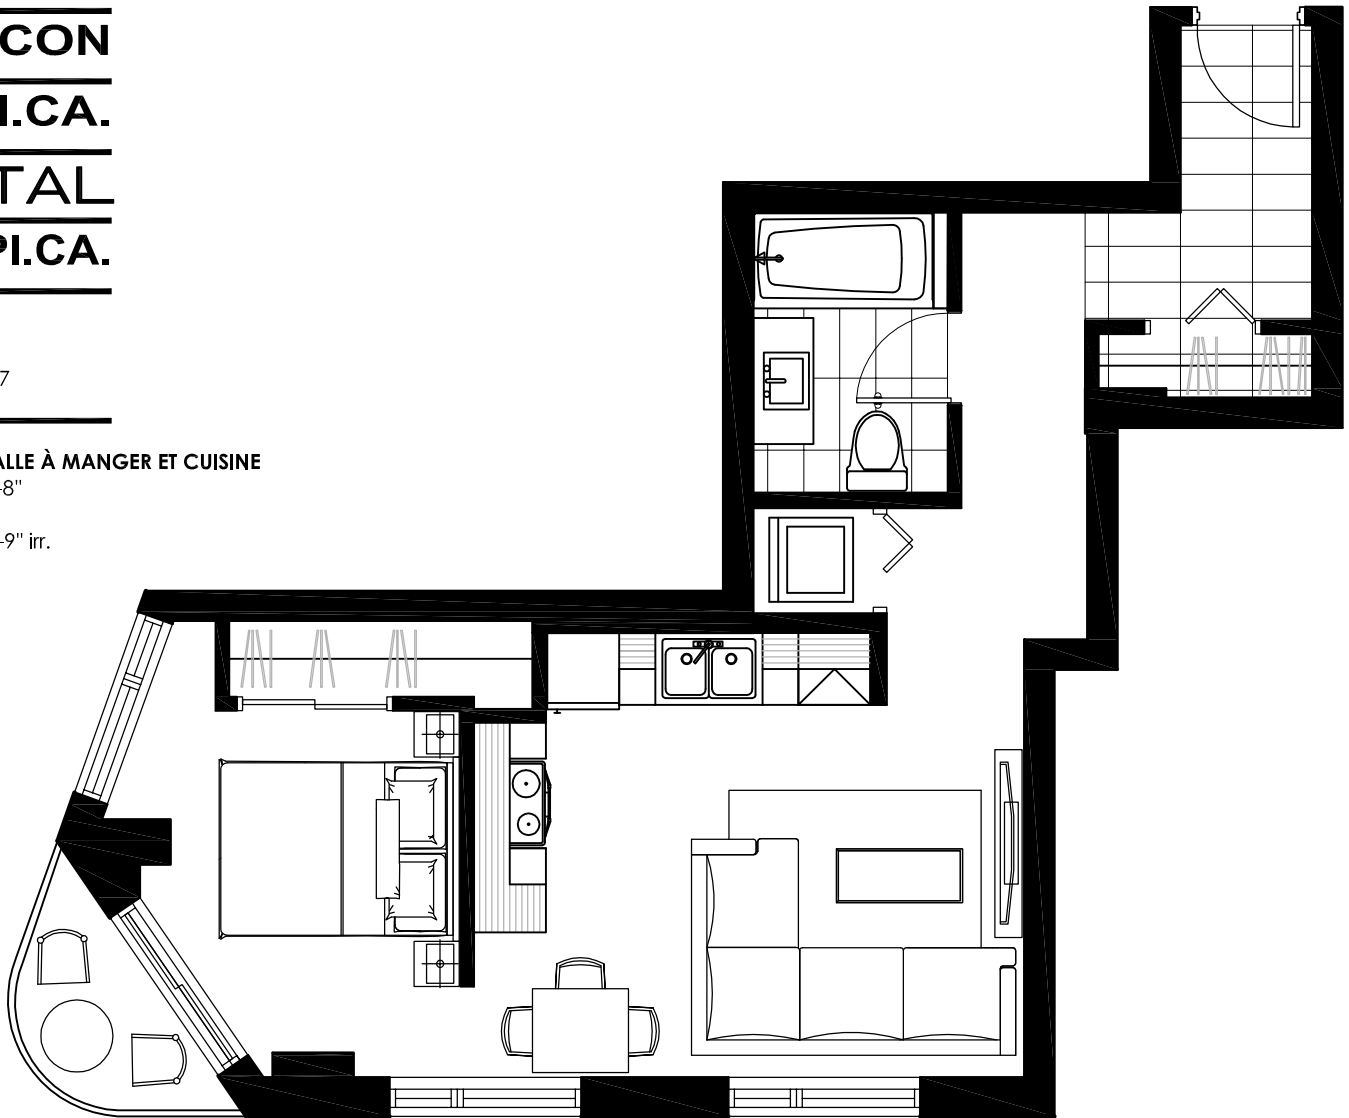 CON
I.CA.
TAL
PI.CA.
7
ALLE À MANGER ET CUISINE
-8"
-9" irr.